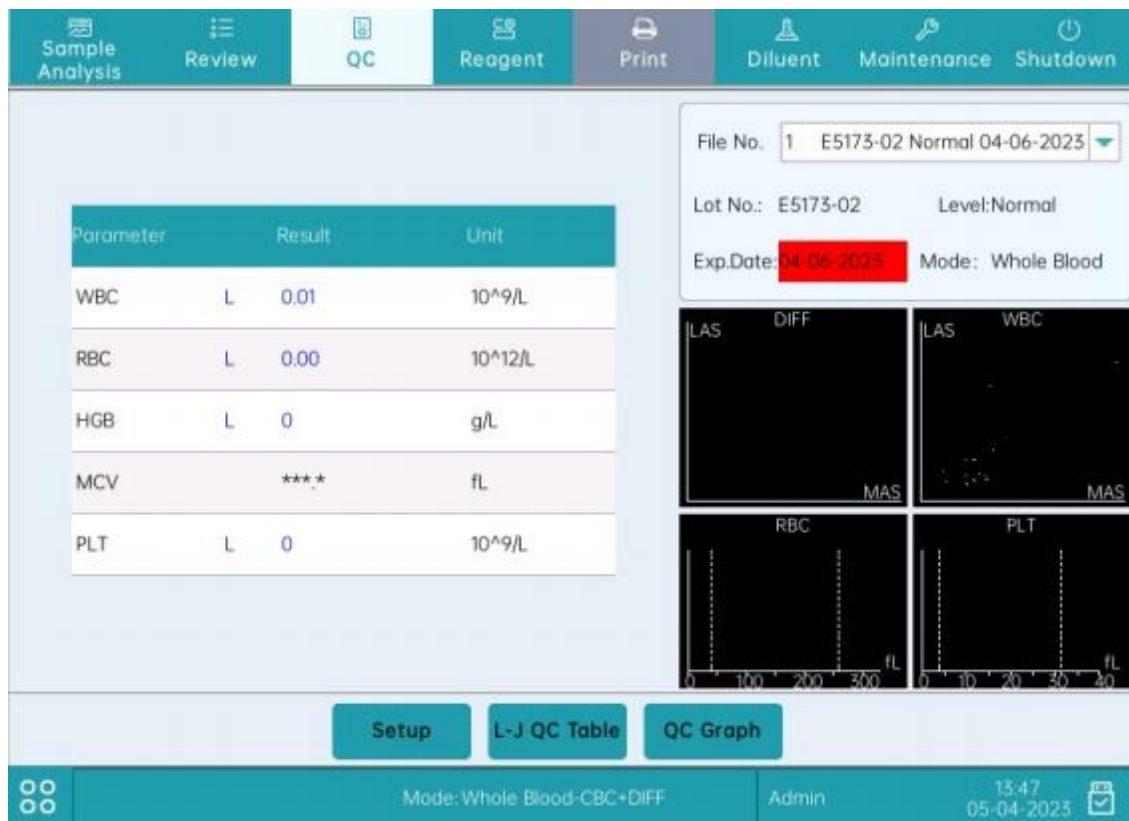 Sample Analysis
Review
QC
Reagent
Print
Diluent
Maintenance
Shutdown
File No. 1 E5173-02 Normal 04-06-2023
Lot No.: E5173-02 Level:Normal
Exp.Date:04-06-2023 Mode: Whole Blood
Parameter Result Unit
WBC L 0.01 10^9/L
RBC L 0.00 10^12/L
HGB L 0 g/L
MCV ***.* fL
PLT L 0 10^9/L
LAS DIFF
MAS
LAS WBC
MAS
RBC
fL
0 100 200 300
PLT
fL
0 10 20 30 40
Setup L-J QC Table QC Graph
Mode: Whole Blood-CBC+DIFF Admin 13:47
05-04-2023